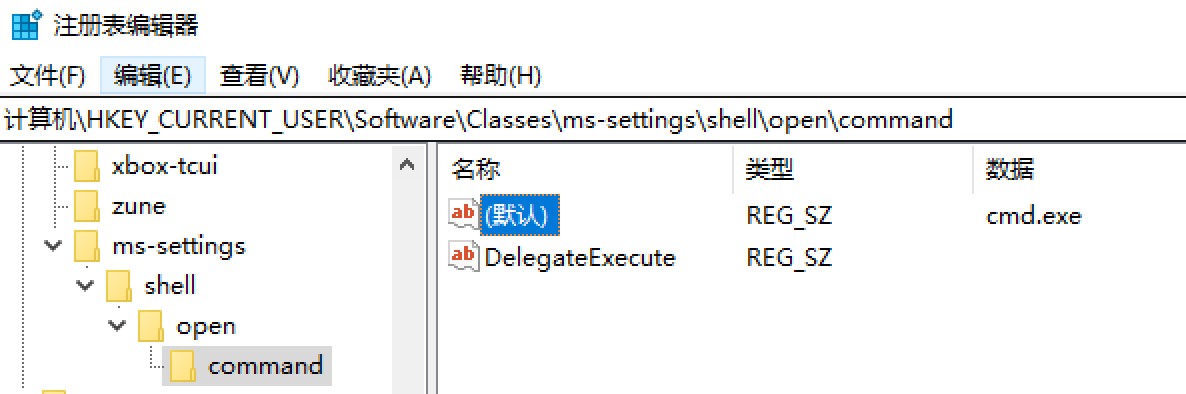 注册表编辑器
文件(F) 编辑(E) 查看(V) 收藏夹(A) 帮助(H)
计算机\HKEY_CURRENT_USER\Software\Classes\ms-settings\shell\open\command
xbox-tcui
zune
ms-settings
shell
open
command
名称 类型 数据
ab (默认) REG_SZ cmd.exe
ab DelegateExecute REG_SZ